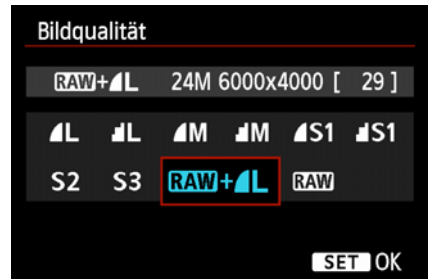 Bildqualität
RAW+L 24M 6000x4000 [ 29 ]
L L M M S1 S1
S2 S3 RAW+L RAW
SET OK